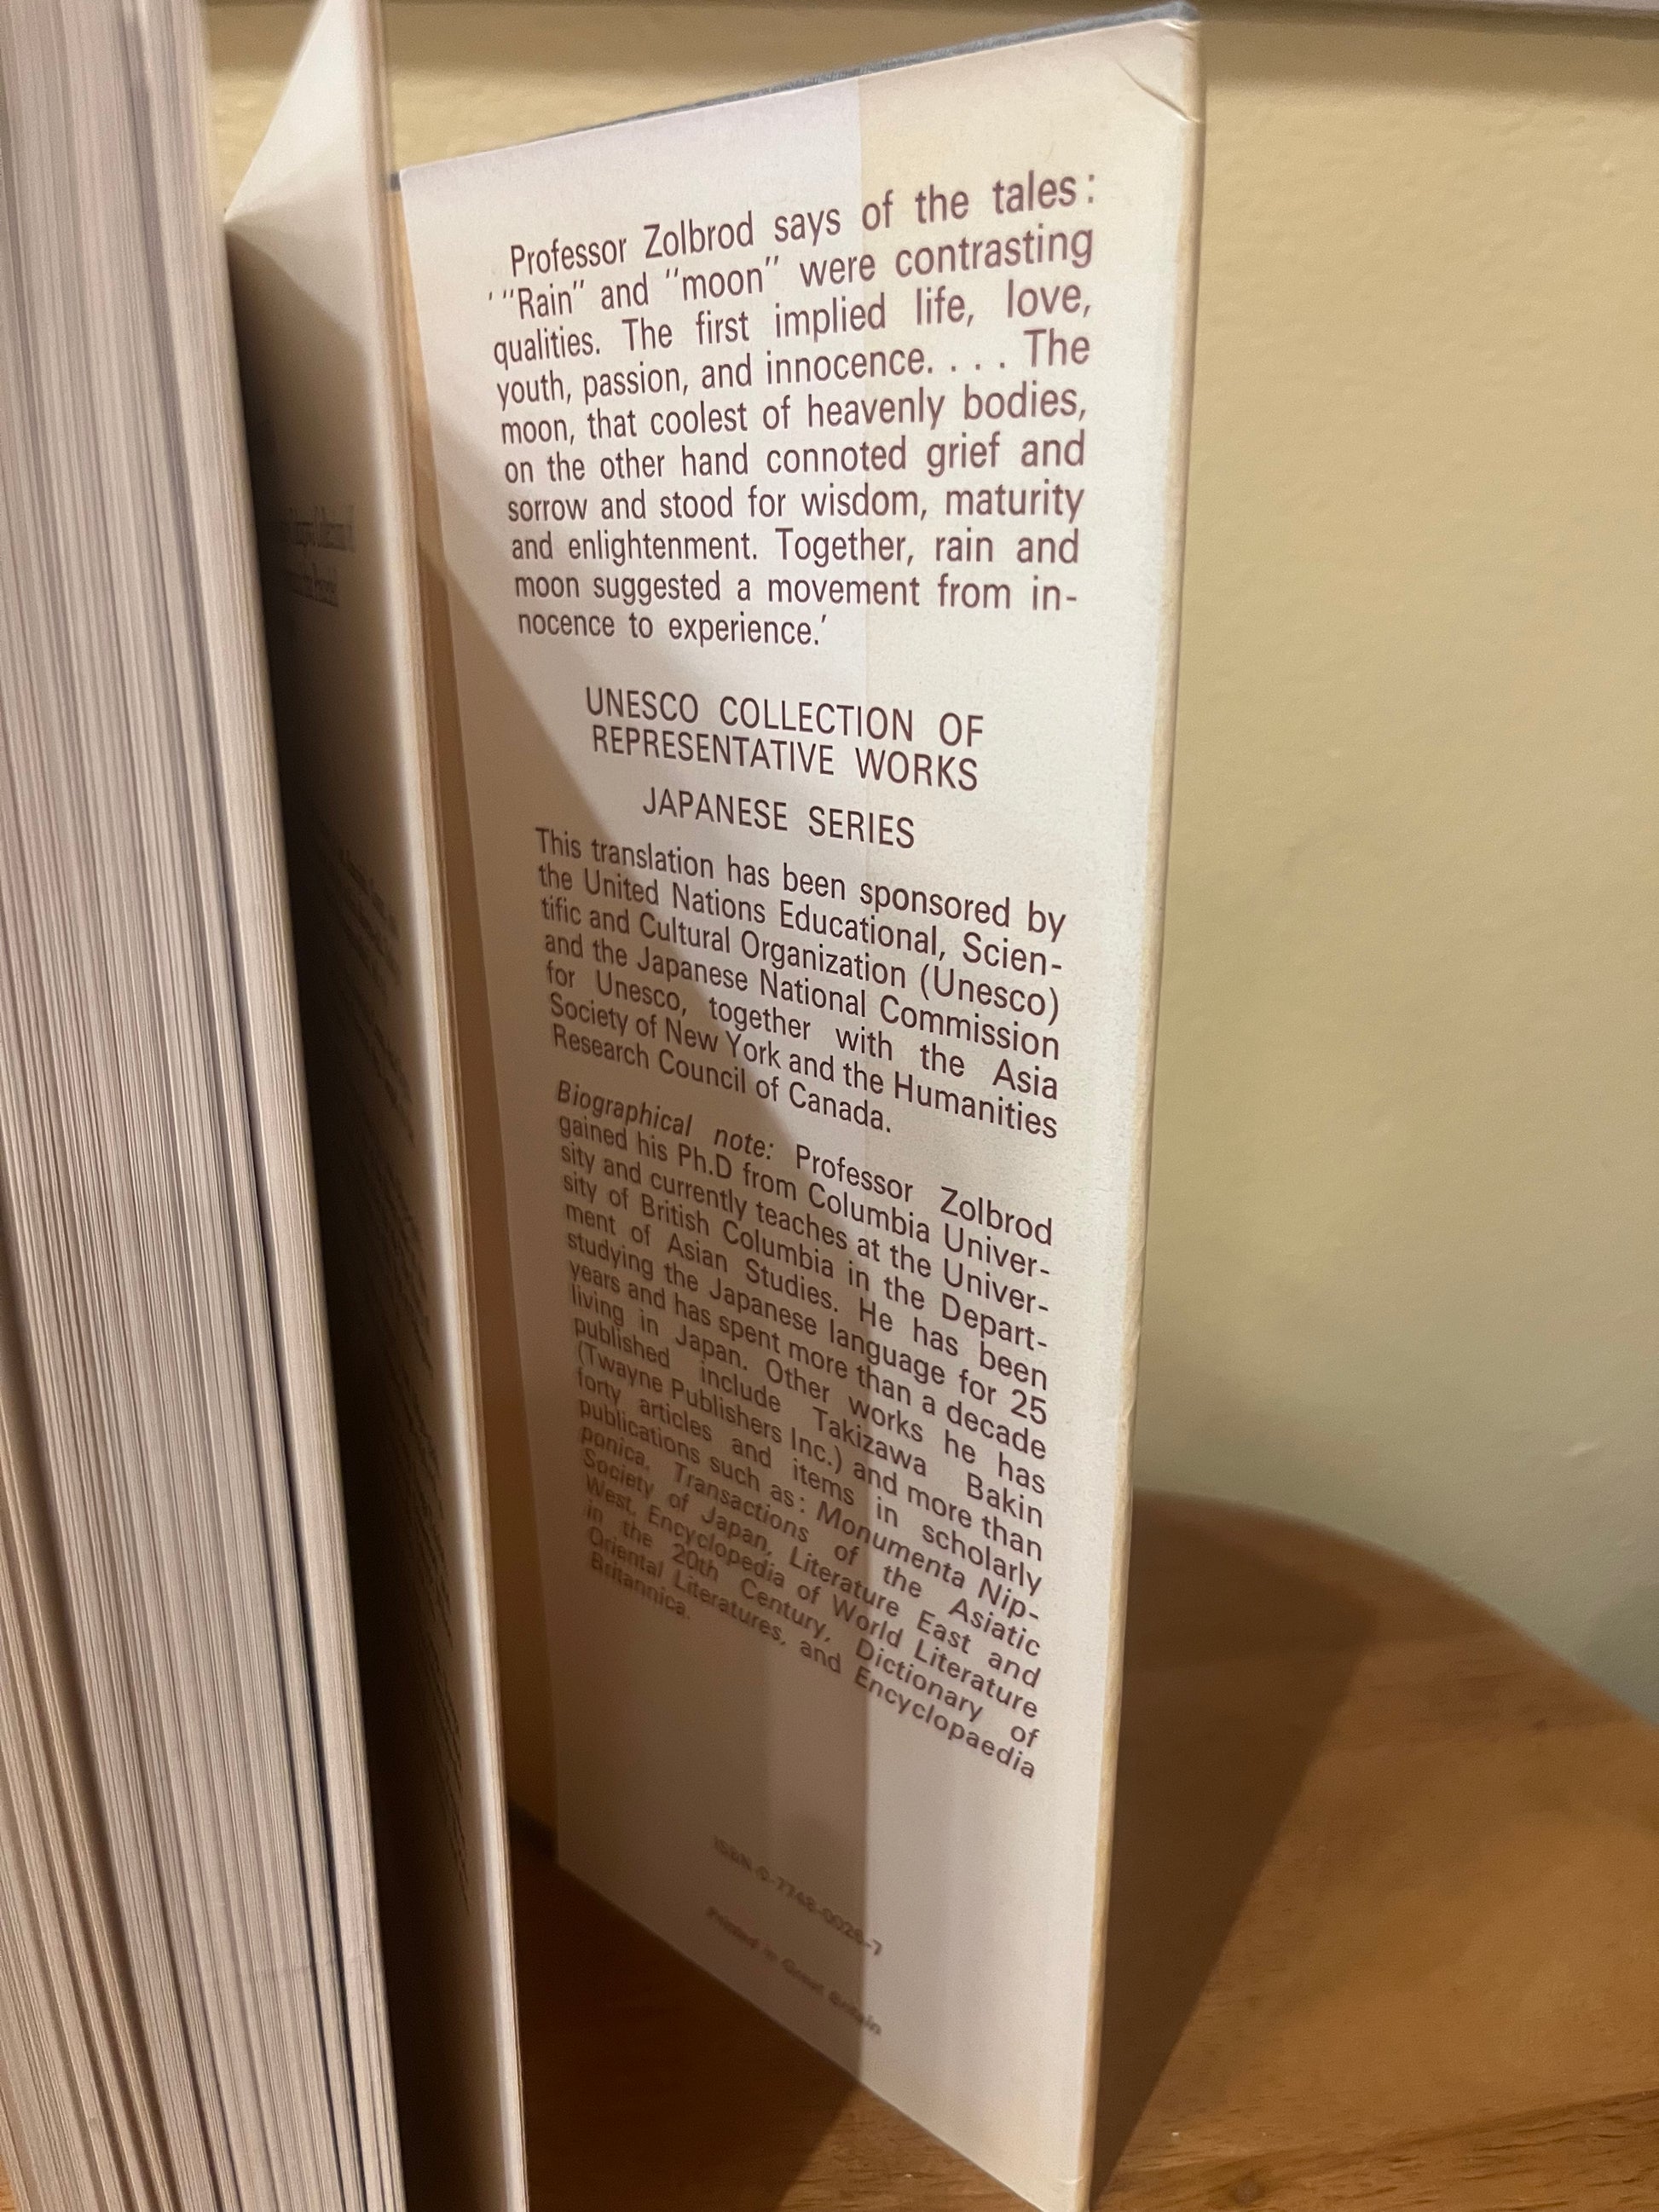 Professor Zolbrod says of the tales:
' "Rain" and "moon" were contrasting
qualities. The first implied life, love,
youth, passion, and innocence. . . . The
moon, that coolest of heavenly bodies,
on the other hand connoted grief and
sorrow and stood for wisdom, maturity
and enlightenment. Together, rain and
moon suggested a movement from in-
nocence to experience.'
UNESCO COLLECTION OF
REPRESENTATIVE WORKS
JAPANESE SERIES
This translation has been sponsored by
the United Nations Educational, Scien-
tific and Cultural Organization (Unesco)
and the Japanese National Commission
for Unesco, together with the Asia
Society of New York and the Humanities
Research Council of Canada.
Biographical note: Professor Zolbrod
gained his Ph.D from Columbia Univer-
sity and currently teaches at the Univer-
sity of British Columbia in the Depart-
ment of Asian Studies. He has been
studying the Japanese language for 25
years and has spent more than a decade
living in Japan. Other works he has
published include Takizawa Bakin
(Twayne Publishers Inc.) and more than
forty articles and items in scholarly
publications such as: Monumenta Nip-
ponica, Transactions of the Asiatic
Society of Japan, Literature East and
West, Encyclopedia of World Literature
in the 20th Century, Dictionary of
Oriental Literatures, and Encyclopaedia
Britannica.
ISBN
Printed in Great Britain